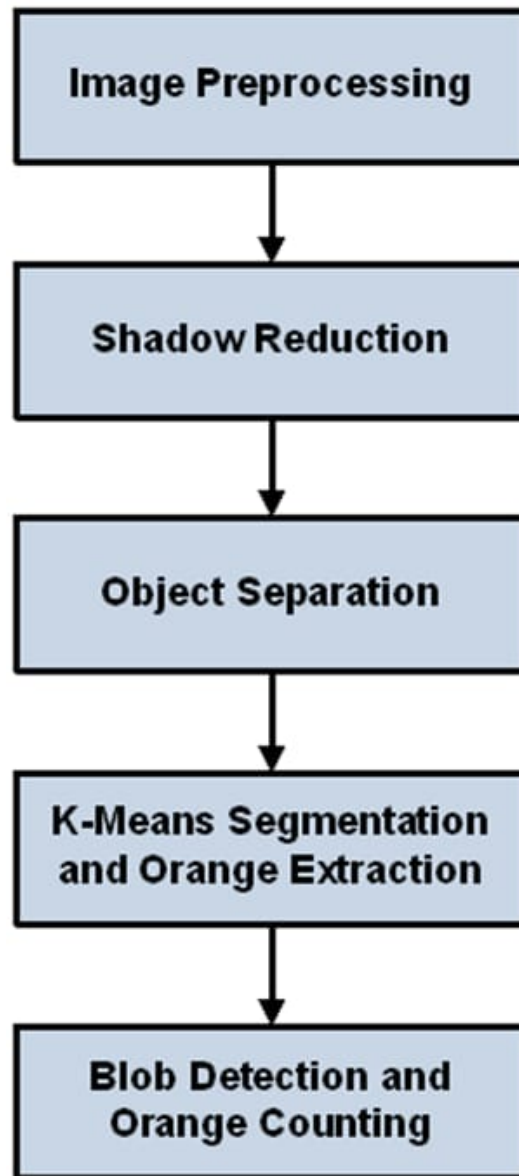 Image Preprocessing
Shadow Reduction
Object Separation
K-Means Segmentation
and Orange Extraction
Blob Detection and
Orange Counting